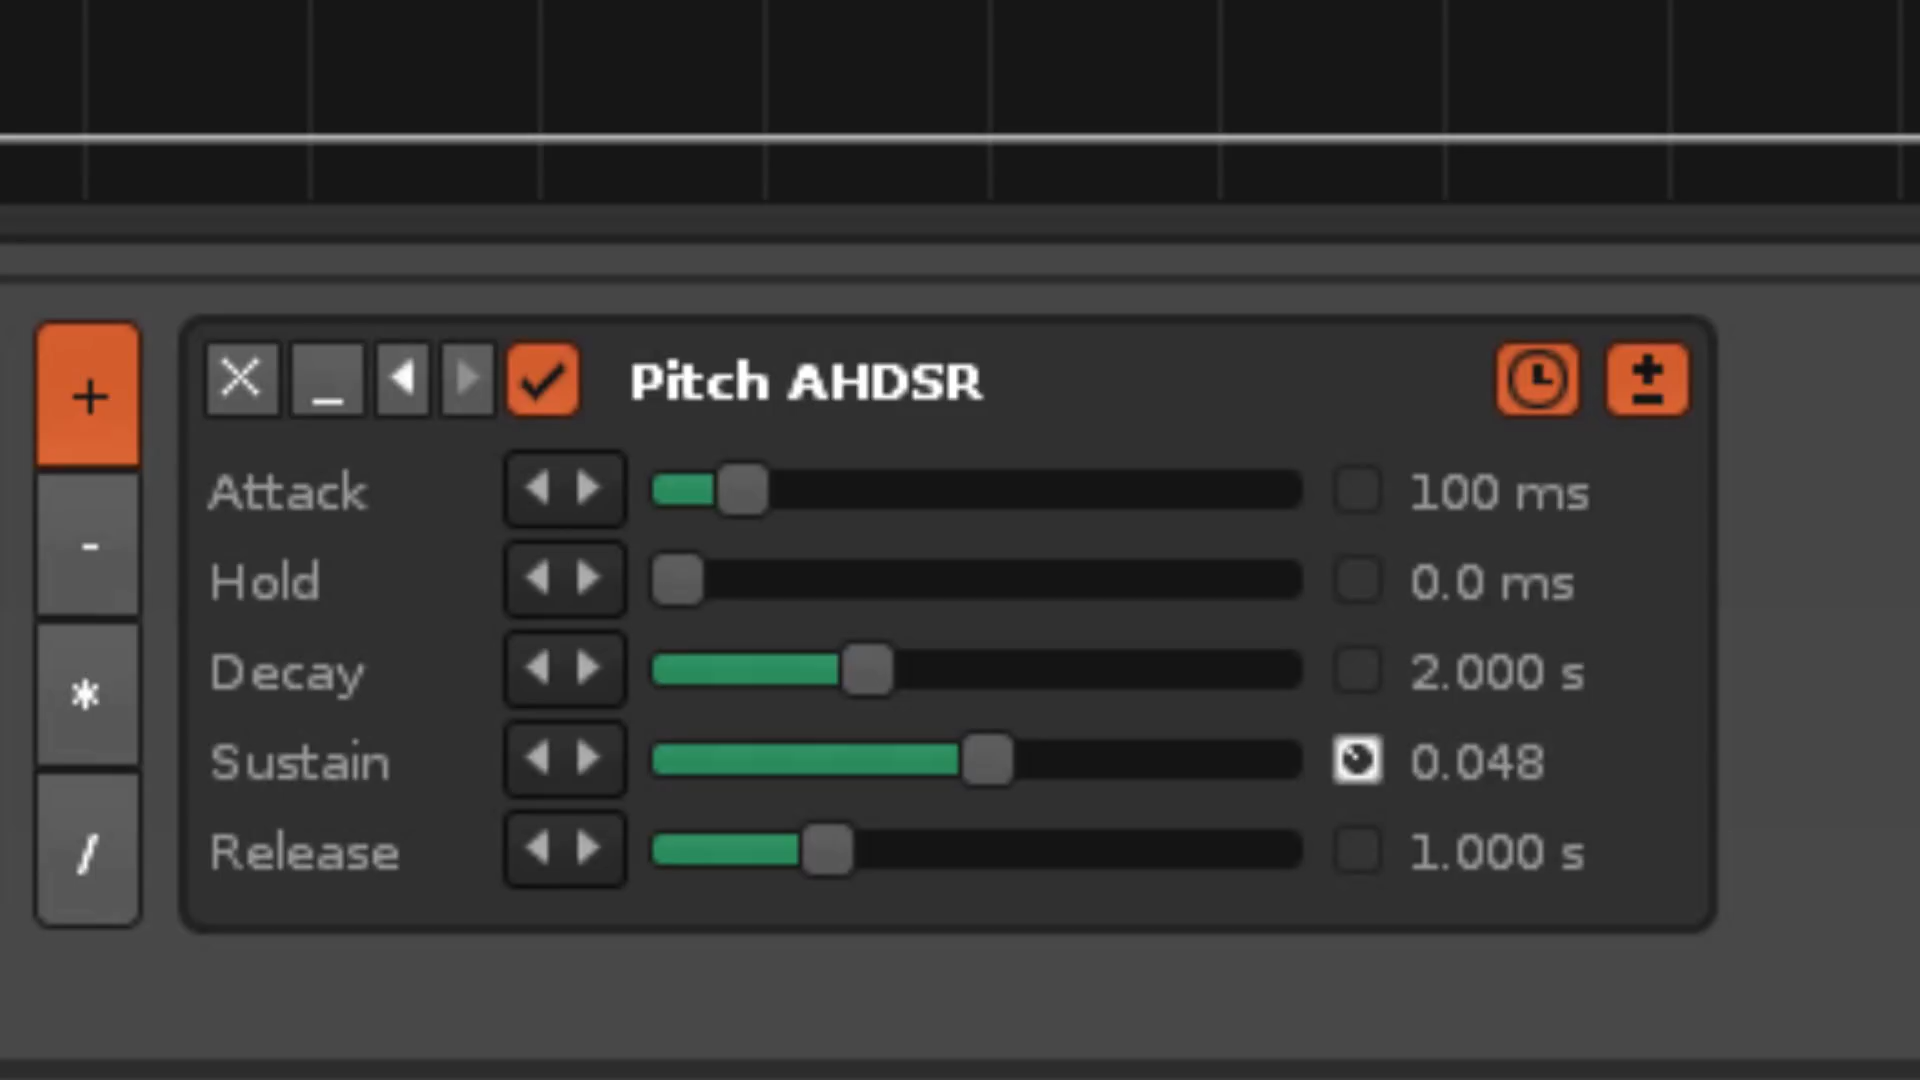 Pitch AHDSR
+
Attack 100 ms
Hold 0.0 ms
-
Decay 2.000 s
*
Sustain 0.048
Release 1.000 s
/